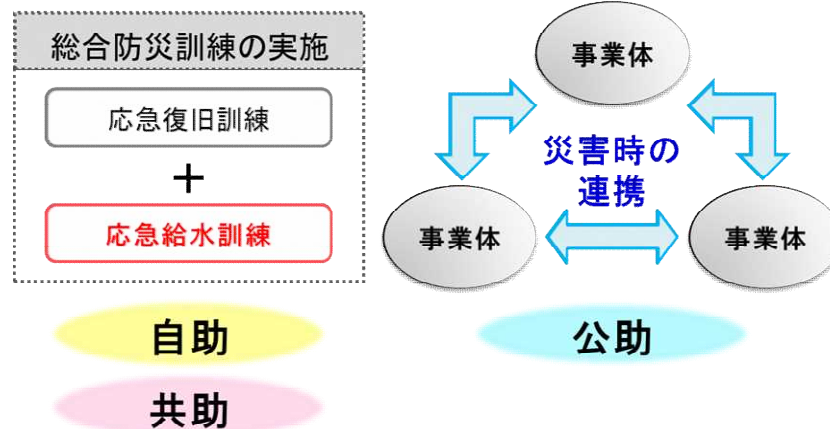 総合防災訓練の実施
応急復旧訓練
+
応急給水訓練
自助
共助
事業体
災害時の
連携
事業体
事業体
公助